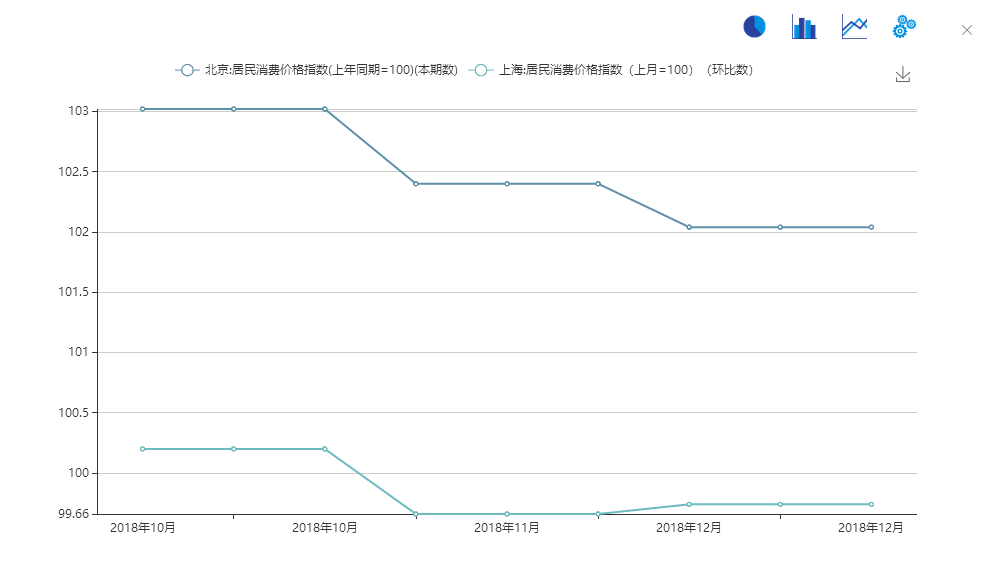 北京:居民消费价格指数(上年同期=100)(本期数)
上海:居民消费价格指数（上月=100）（环比数）
103
102.5
102
101.5
101
100.5
100
99.66
2018年10月
2018年10月
2018年11月
2018年12月
2018年12月